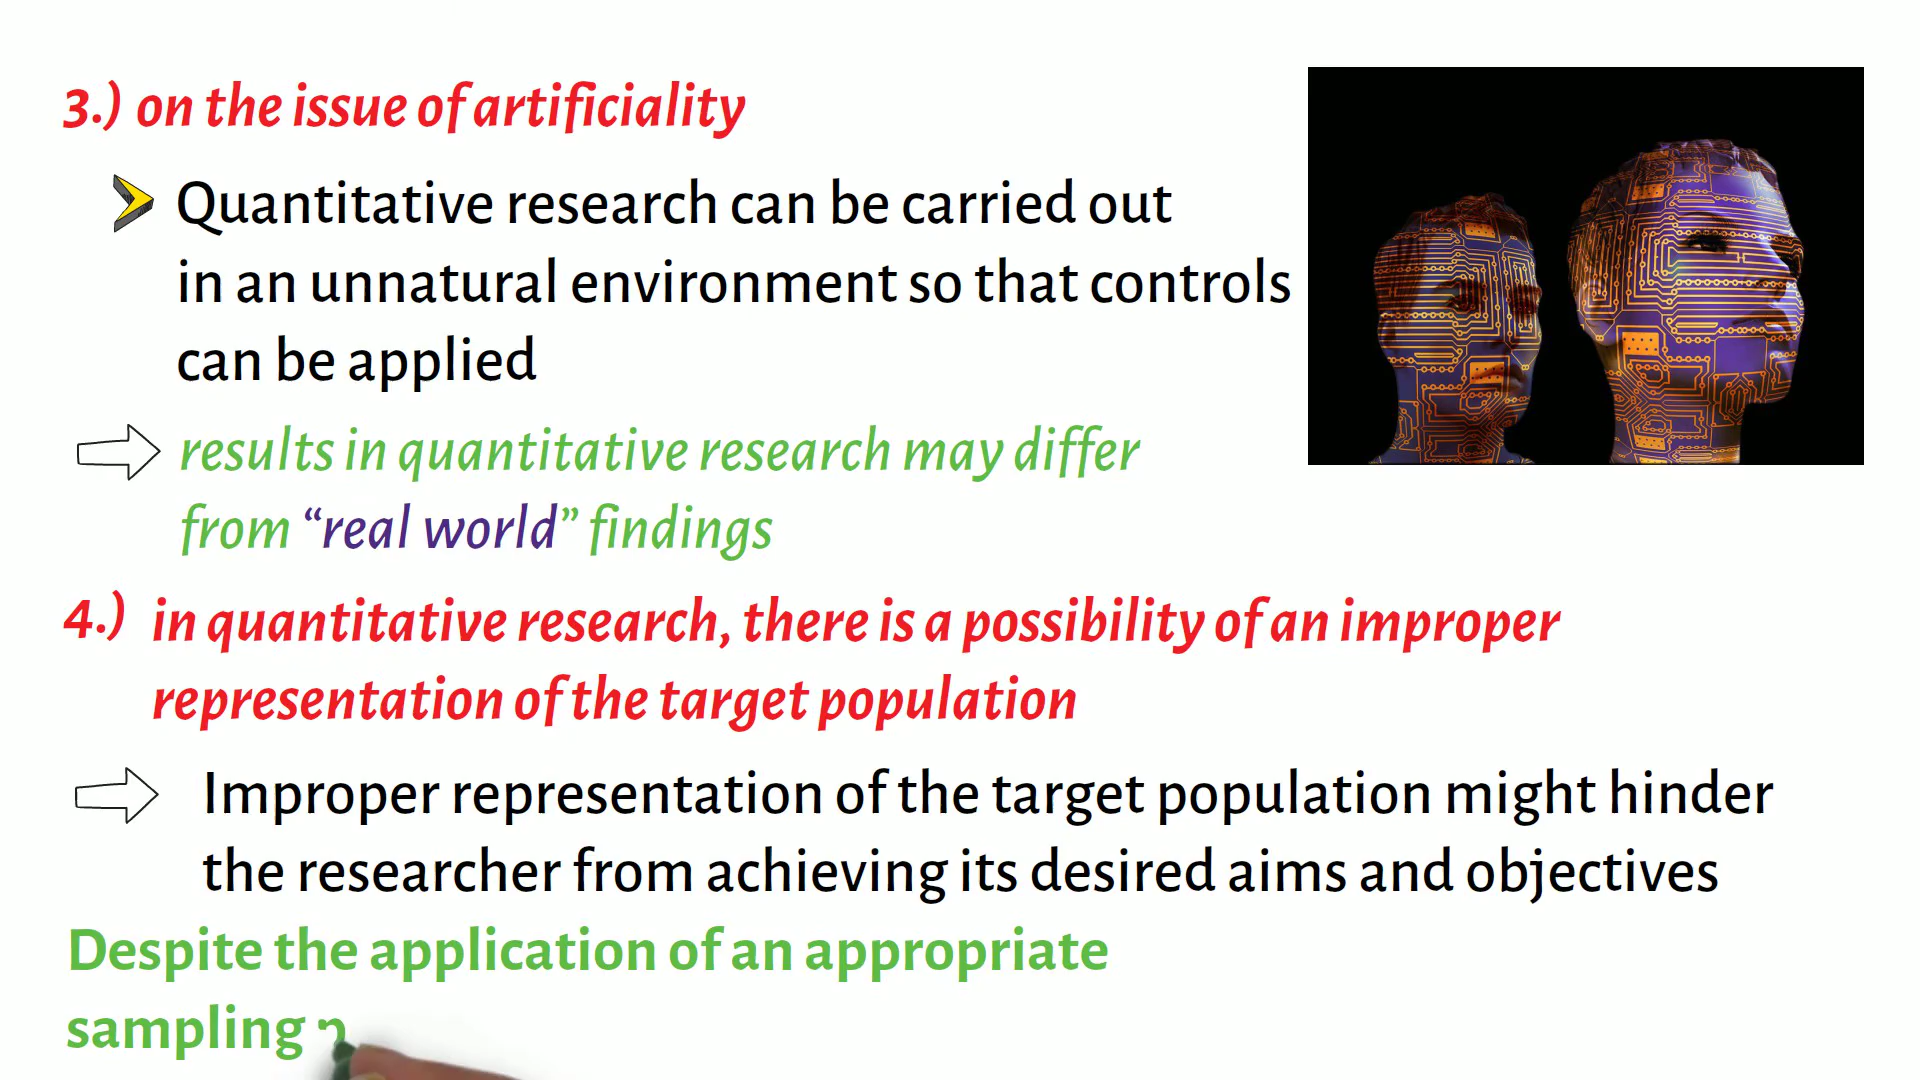 3.) on the issue of artificiality
Quantitative research can be carried out
in an unnatural environment so that controls
can be applied
results in quantitative research may differ
from “real world” findings
4.) in quantitative research, there is a possibility of an improper
representation of the target population
Improper representation of the target population might hinder
the researcher from achieving its desired aims and objectives
Despite the application of an appropriate
sampling